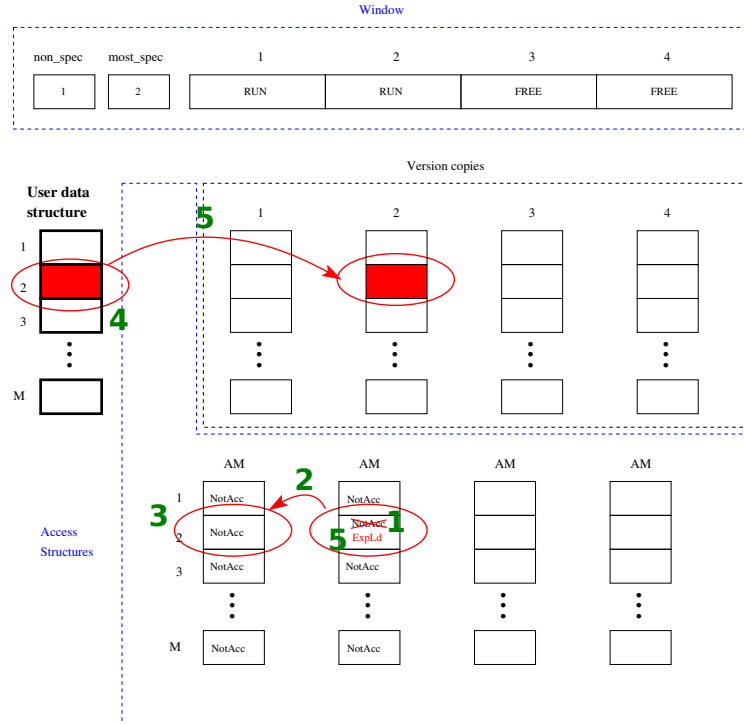 Window
non_spec most_spec 1 2 3 4
1 2 RUN RUN FREE FREE
Version copies
User data
structure
1 2 3 4
5
1
2
3
4
M
AM AM AM AM
1 NotAcc NotAcc
2
3 NotAcc NotAcc 1
Access
Structures
2 NotAcc 5 ExpLd
3 NotAcc NotAcc
M NotAcc NotAcc